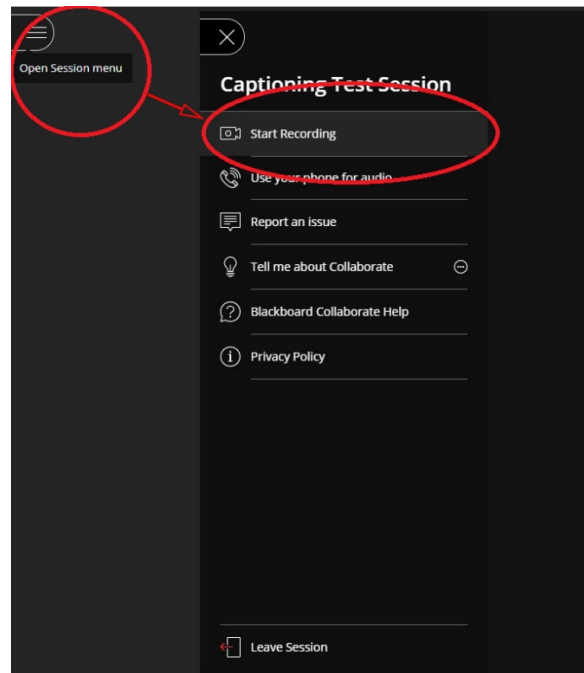 Open Session menu
Captioning Test Session
Start Recording
Use your phone for audio
Report an issue
Tell me about Collaborate
Blackboard Collaborate Help
Privacy Policy
Leave Session